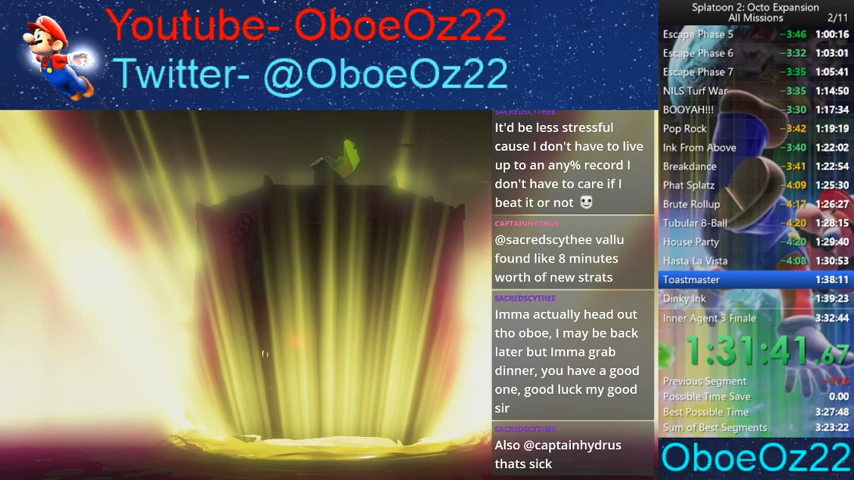 Youtube- OboeOz22
Twitter- @OboeOz22
SACREDSCYTHEE
It'd be less stressful
cause I don't have to live
up to an any% record I
don't have to care if I
beat it or not
CAPTAINHYDRUS
@sacredscythee vallu
found like 8 minutes
worth of new strats
SACREDSCYTHEE
Imma actually head out
tho oboe, I may be back
later but Imma grab
dinner, you have a good
one, good luck my good
sir
SACREDSCYTHEE
Also @captainhydrus
thats sick
Splatoon 2: Octo Expansion
All Missions 2/11
Escape Phase 5 -3:46 1:00:16
Escape Phase 6 -3:32 1:03:01
Escape Phase 7 -3:35 1:05:41
NILS Turf War -3:35 1:14:50
BOOYAH!!! -3:30 1:17:34
Pop Rock -3:42 1:19:19
Ink From Above -3:40 1:22:02
Breakdance -3:41 1:22:54
Phat Splatz -4:09 1:25:30
Brute Rollup -4:17 1:26:27
Tubular 8-Ball -4:20 1:28:15
House Party -4:20 1:29:40
Hasta La Vista -4:08 1:30:53
Toastmaster 1:38:11
Dinky Ink 1:39:23
Inner Agent 3 Finale 3:32:44
1:31:41.67
Previous Segment
Possible Time Save 0.00
Best Possible Time 3:27:48
Sum of Best Segments 3:23:22
OboeOz22